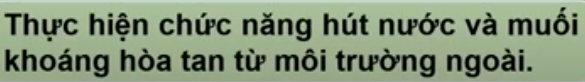 Thực hiện chức năng hút nước và muối
khoáng hòa tan từ môi trường ngoài.